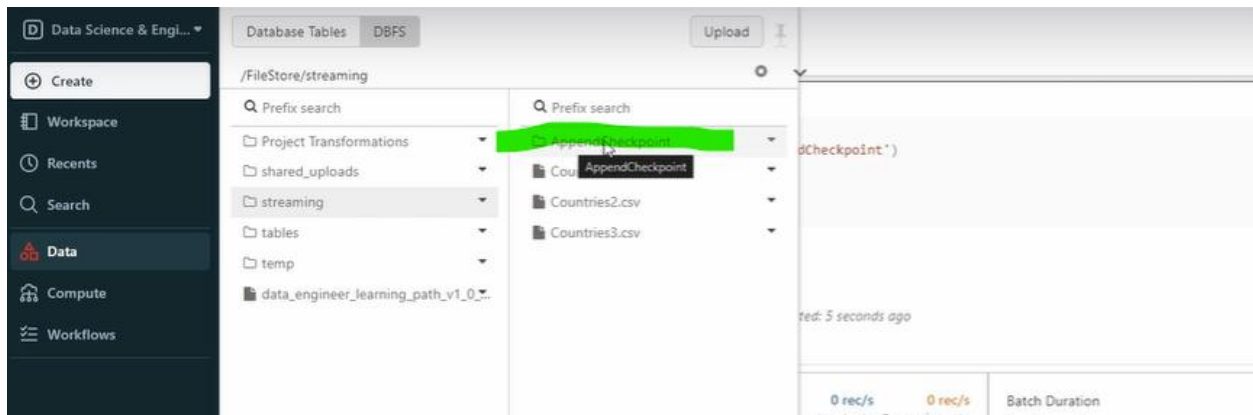 Data Science & Engi...
Create
Workspace
Recents
Search
Data
Compute
Workflows
Database Tables DBFS Upload
/FileStore/streaming
Prefix search
Project Transformations
shared_uploads
streaming
tables
temp
data_engineer_learning_path_v1_0_...
Prefix search
AppendCheckpoint
Cou
AppendCheckpoint
Countries2.csv
Countries3.csv
dCheckpoint')
ted: 5 seconds ago
0 rec/s 0 rec/s Batch Duration